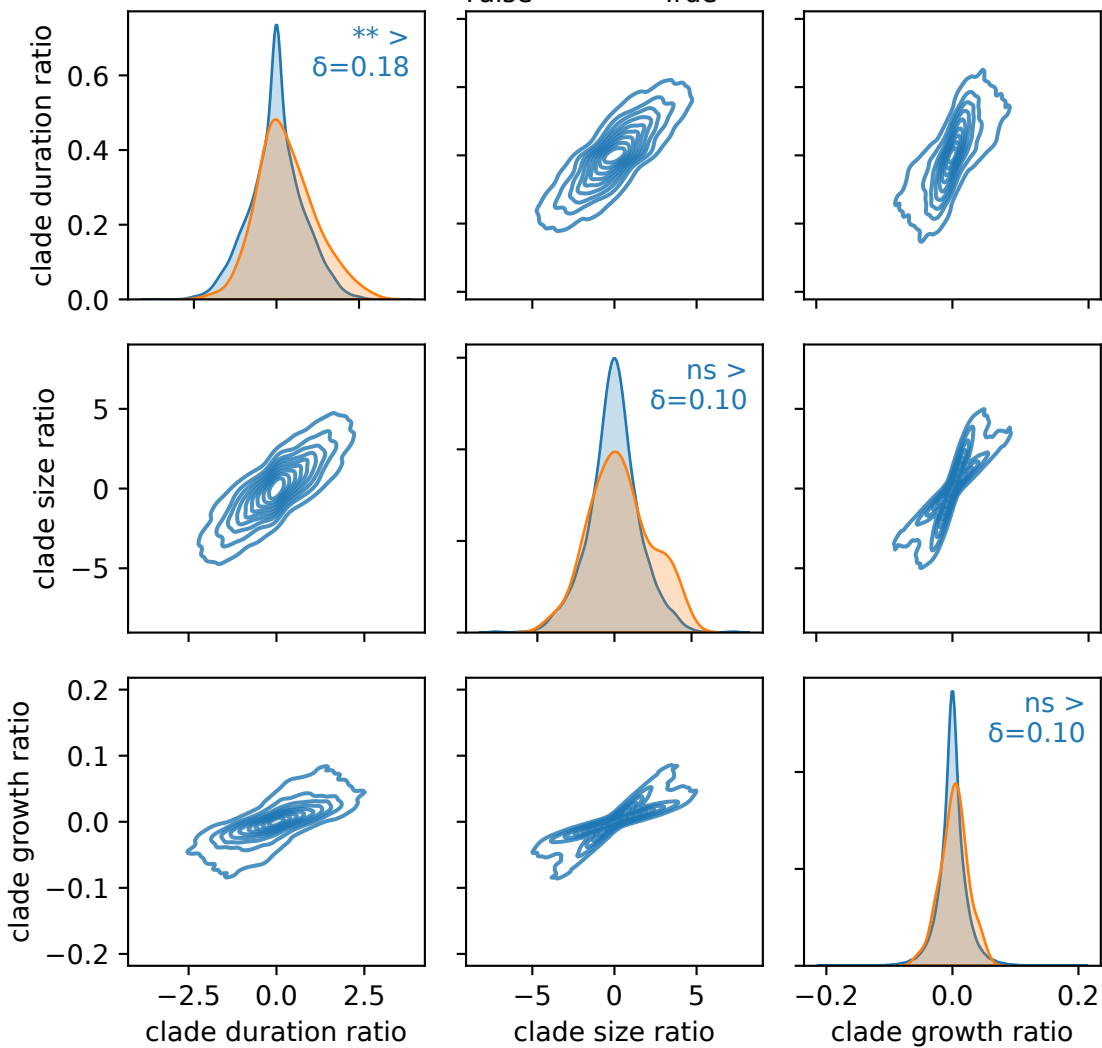 ** >
δ=0.18
clade duration ratio
0.6
0.4
0.2
0.0
ns >
δ=0.10
clade size ratio
5
0
−5
ns >
δ=0.10
clade growth ratio
0.2
0.1
0.0
−0.1
−0.2
−2.5 0.0 2.5
−5 0 5
−0.2 0.0 0.2
clade duration ratio
clade size ratio
clade growth ratio